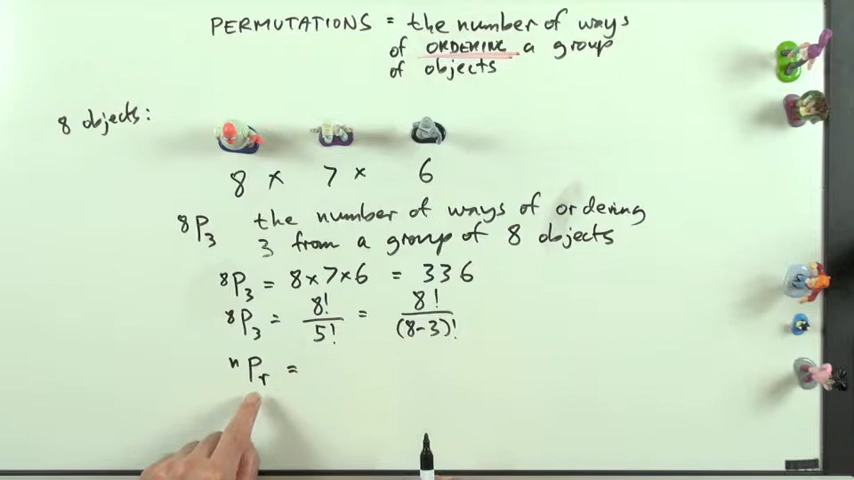 PERMUTATIONS = the number of ways
of ORDERING a group
of objects
8 objects:
8 × 7 × 6
⁸P₃ the number of ways of ordering
3 from a group of 8 objects
⁸P₃ = 8×7×6 = 336
⁸P₃ = 8!/5! = 8!/(8-3)!
ⁿPᵣ =